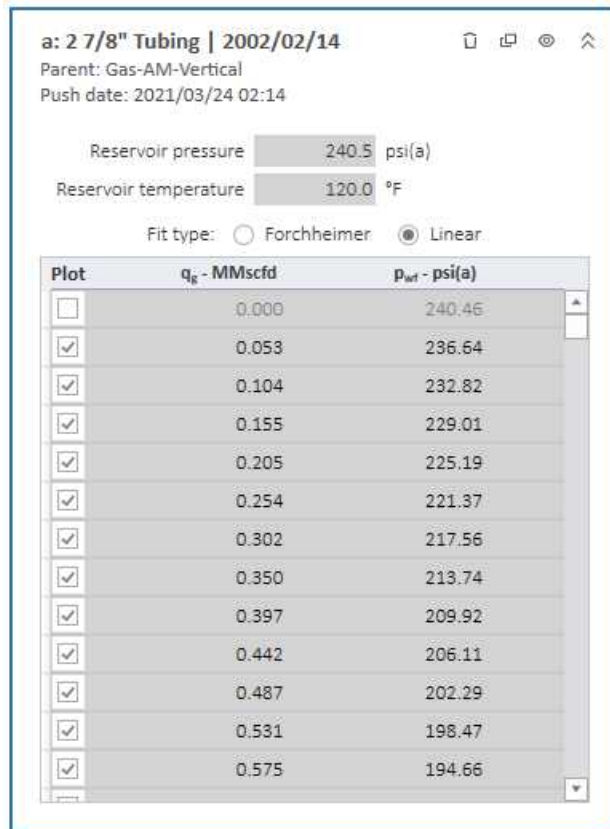 a: 2 7/8" Tubing | 2002/02/14
Parent: Gas-AM-Vertical
Push date: 2021/03/24 02:14
Reservoir pressure 240.5 psi(a)
Reservoir temperature 120.0 °F
Fit type: Forchheimer Linear
Plot qg - MMscfd pwf - psi(a)
0.000 240.46
0.053 236.64
0.104 232.82
0.155 229.01
0.205 225.19
0.254 221.37
0.302 217.56
0.350 213.74
0.397 209.92
0.442 206.11
0.487 202.29
0.531 198.47
0.575 194.66